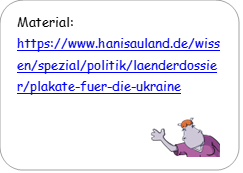 Material:
https://www.hanisauland.de/wiss
en/spezial/politik/laenderdossie
r/plakate-fuer-die-ukraine